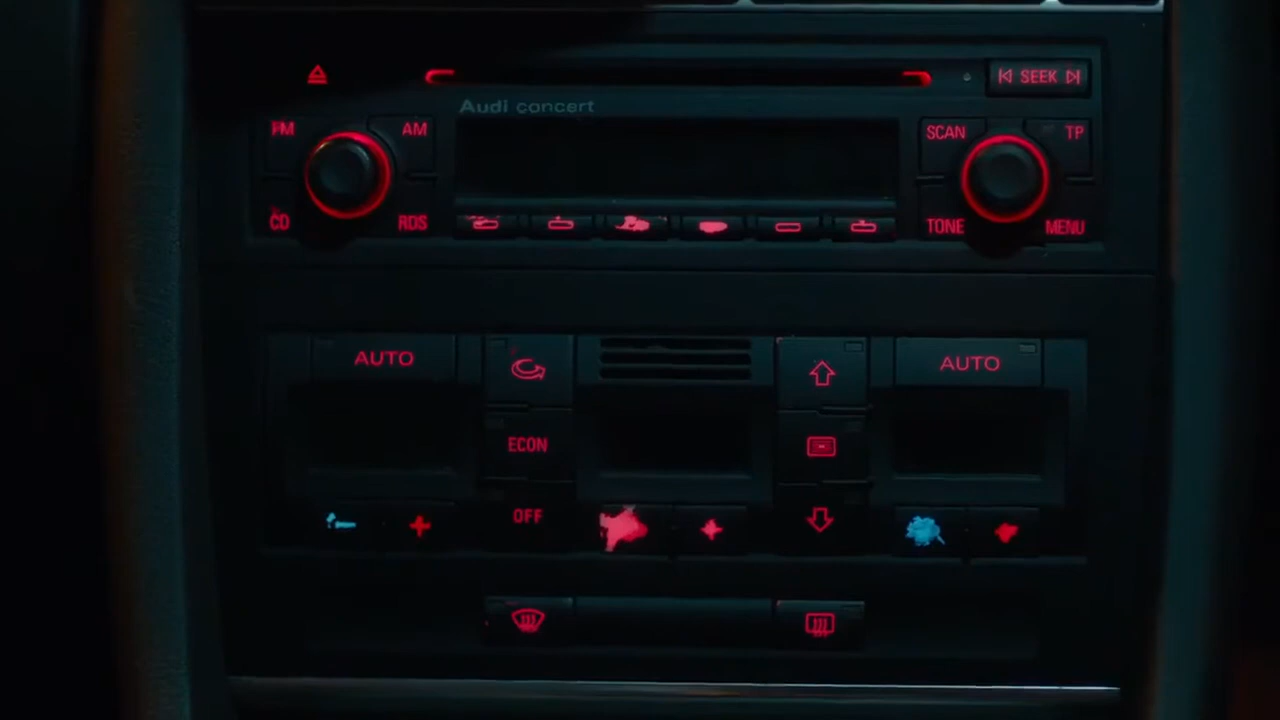 SEEK
Audi concert
FM
AM
SCAN
TP
CD
RDS
TONE
MENU
AUTO
AUTO
ECON
OFF